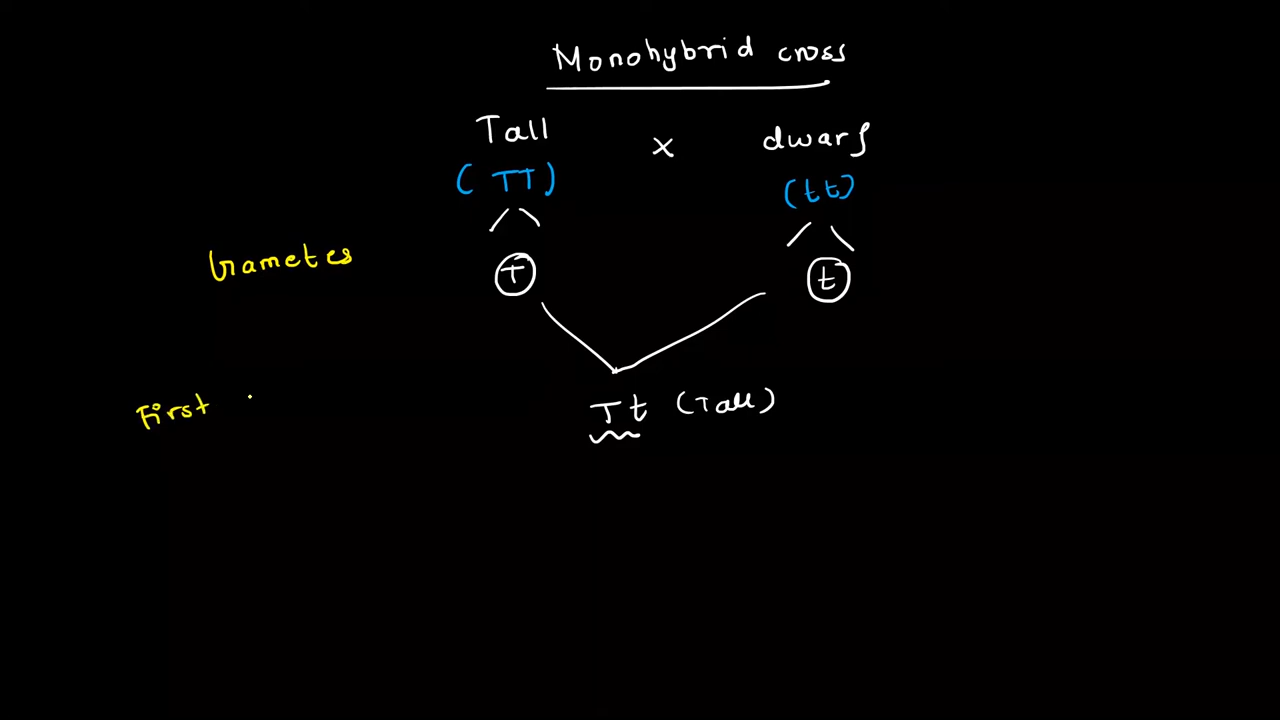 Monohybrid cross
Tall x dwarf
(TT) (tt)
Gametes T t
First Tt (Tall)